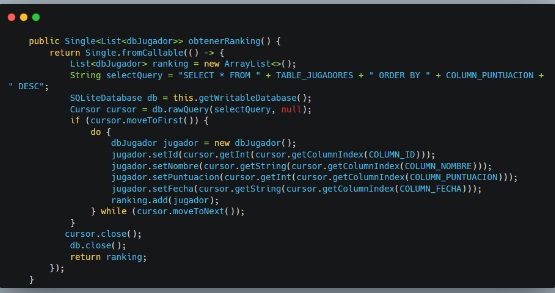 public Single<List<dbJugador>> obtenerRanking() {
return Single.fromCallable(() -> {
List<dbJugador> ranking = new ArrayList<>();
String selectQuery = "SELECT * FROM " + TABLE_JUGADORES + " ORDER BY " + COLUMN_PUNTUACION +
" DESC";
SQLiteDatabase db = this.getWritableDatabase();
Cursor cursor = db.rawQuery(selectQuery, null);
if (cursor.moveToFirst()) {
do {
dbJugador jugador = new dbJugador();
jugador.setId(cursor.getInt(cursor.getColumnIndex(COLUMN_ID)));
jugador.setNombre(cursor.getString(cursor.getColumnIndex(COLUMN_NOMBRE)));
jugador.setPuntuacion(cursor.getInt(cursor.getColumnIndex(COLUMN_PUNTUACION)));
jugador.setFecha(cursor.getString(cursor.getColumnIndex(COLUMN_FECHA)));
ranking.add(jugador);
} while (cursor.moveToNext());
}
cursor.close();
db.close();
return ranking;
});
}